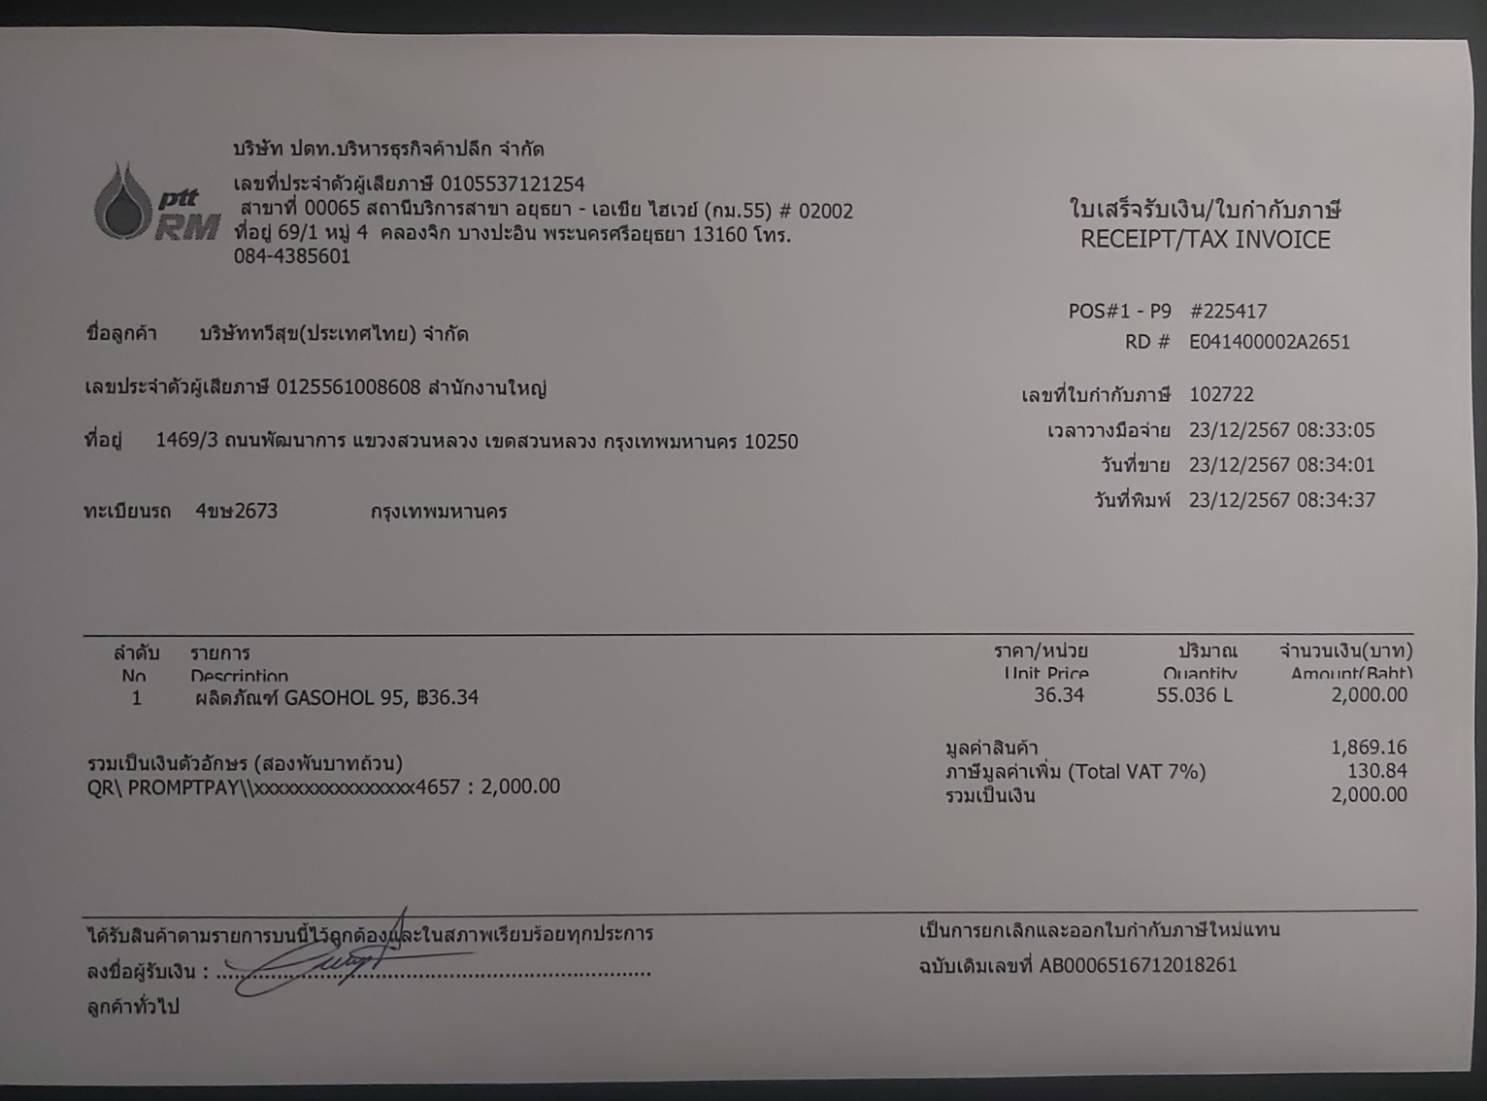 บริษัท ปตท.บริหารธุรกิจค้าปลีก จำกัด
เลขที่ประจำตัวผู้เสียภาษี 0105537121254
สาขาที่ 00065 สถานีบริการสาขา อยุธยา - เอเชีย ไฮเวย์ (กม.55) # 02002
ที่อยู่ 69/1 หมู่ 4 คลองจิก บางปะอิน พระนครศรีอยุธยา 13160 โทร.
084-4385601
ptt
RM
ใบเสร็จรับเงิน/ใบกำกับภาษี
RECEIPT/TAX INVOICE
POS#1 - P9 #225417
RD # E041400002A2651
ชื่อลูกค้า บริษัททวีสุข(ประเทศไทย) จำกัด
เลขประจำตัวผู้เสียภาษี 0125561008608 สำนักงานใหญ่
ที่อยู่ 1469/3 ถนนพัฒนาการ แขวงสวนหลวง เขตสวนหลวง กรุงเทพมหานคร 10250
ทะเบียนรถ 4ขษ2673 กรุงเทพมหานคร
เลขที่ใบกำกับภาษี 102722
เวลาวางมือจ่าย 23/12/2567 08:33:05
วันที่ขาย 23/12/2567 08:34:01
วันที่พิมพ์ 23/12/2567 08:34:37
ลำดับ รายการ ราคา/หน่วย ปริมาณ จำนวนเงิน(บาท)
No Description Unit Price Quantity Amount(Baht)
1 ผลิตภัณฑ์ GASOHOL 95, ฿36.34 36.34 55.036 L 2,000.00
มูลค่าสินค้า 1,869.16
ภาษีมูลค่าเพิ่ม (Total VAT 7%) 130.84
รวมเป็นเงิน 2,000.00
รวมเป็นเงินตัวอักษร (สองพันบาทถ้วน)
QR\ PROMPTPAY\\xxxxxxxxxxxxxxxx4657 : 2,000.00
ได้รับสินค้าตามรายการบนนี้ไว้ถูกต้องและในสภาพเรียบร้อยทุกประการ
ลงชื่อผู้รับเงิน :
ลูกค้าทั่วไป
เป็นการยกเลิกและออกใบกำกับภาษีใหม่แทน
ฉบับเดิมเลขที่ AB0006516712018261